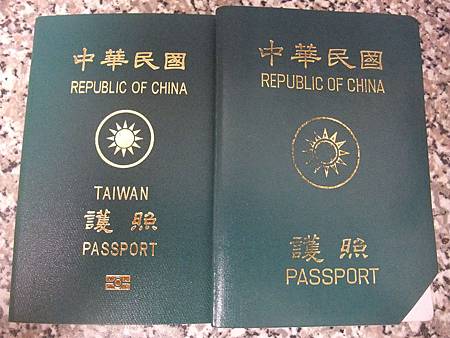 中華民國
REPUBLIC OF CHINA
TAIWAN
護照
PASSPORT
中華民國
REPUBLIC OF CHINA
護照
PASSPORT